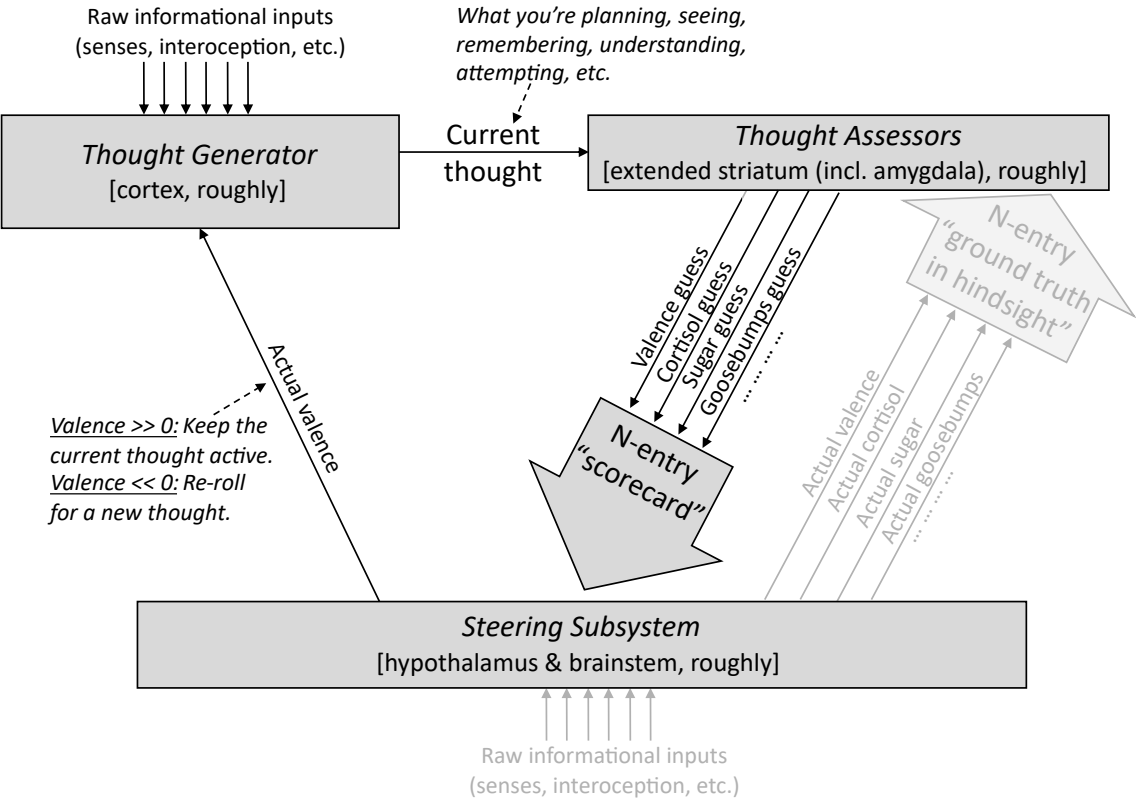 Raw informational inputs
(senses, interoception, etc.)
What you’re planning, seeing,
remembering, understanding,
attempting, etc.
Thought Generator
[cortex, roughly]
Current
thought
Thought Assessors
[extended striatum (incl. amygdala), roughly]
Valence guess
Cortisol guess
Sugar guess
Goosebumps guess
... ... ... ...
N-entry
“scorecard”
N-entry
“ground truth
in hindsight”
Actual valence
Actual cortisol
Actual sugar
Actual goosebumps
... ... ... ...
Actual valence
Valence >> 0: Keep the
current thought active.
Valence << 0: Re-roll
for a new thought.
Steering Subsystem
[hypothalamus & brainstem, roughly]
Raw informational inputs
(senses, interoception, etc.)